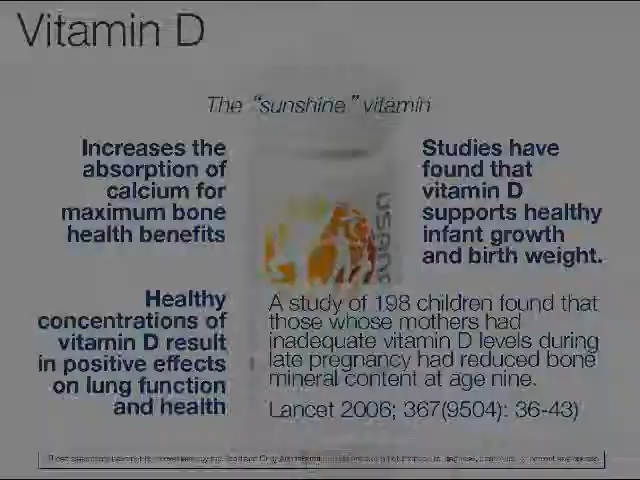 Vitamin D
The “sunshine” vitamin
Increases the
absorption of
calcium for
maximum bone
health benefits
Studies have
found that
vitamin D
supports healthy
infant growth
and birth weight.
USANA
Healthy
concentrations of
vitamin D result
in positive effects
on lung function
and health
A study of 198 children found that
those whose mothers had
inadequate vitamin D levels during
late pregnancy had reduced bone
mineral content at age nine.
Lancet 2006; 367(9504): 36-43)